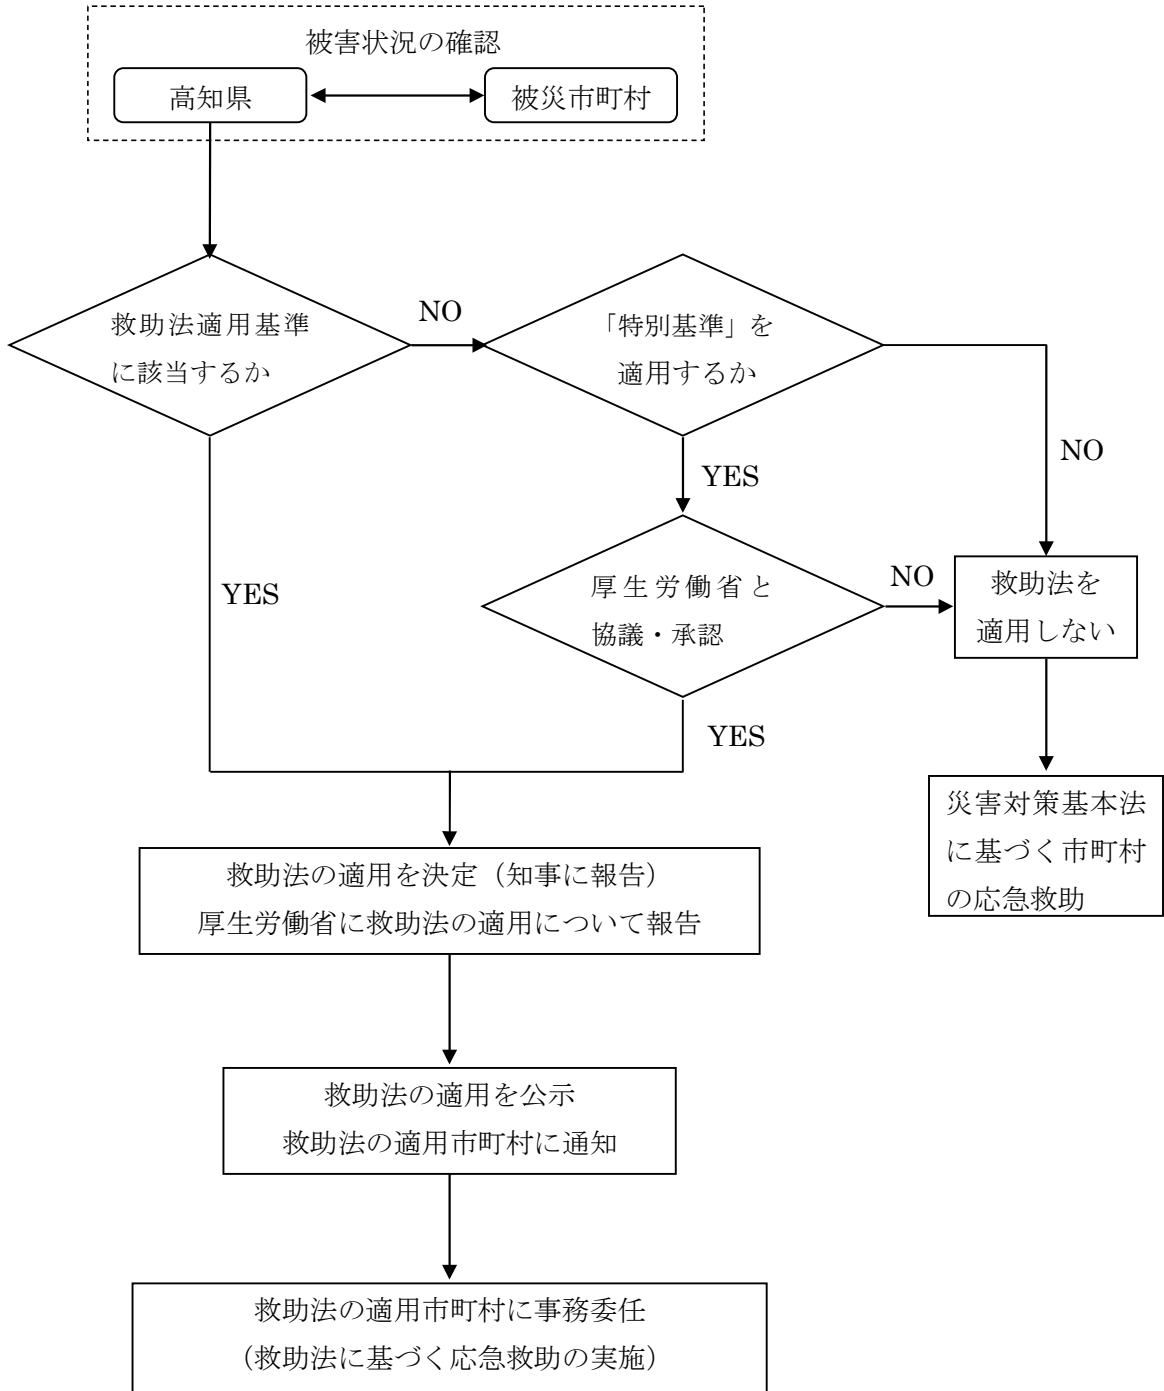 被害状況の確認
高知県
被災市町村
救助法適用基準
に該当するか
NO
「特別基準」を
適用するか
NO
YES
YES
厚生労働省と
協議・承認
NO
救助法を
適用しない
YES
災害対策基本法
に基づく市町村
の応急救助
救助法の適用を決定（知事に報告）
厚生労働省に救助法の適用について報告
救助法の適用を公示
救助法の適用市町村に通知
救助法の適用市町村に事務委任
（救助法に基づく応急救助の実施）